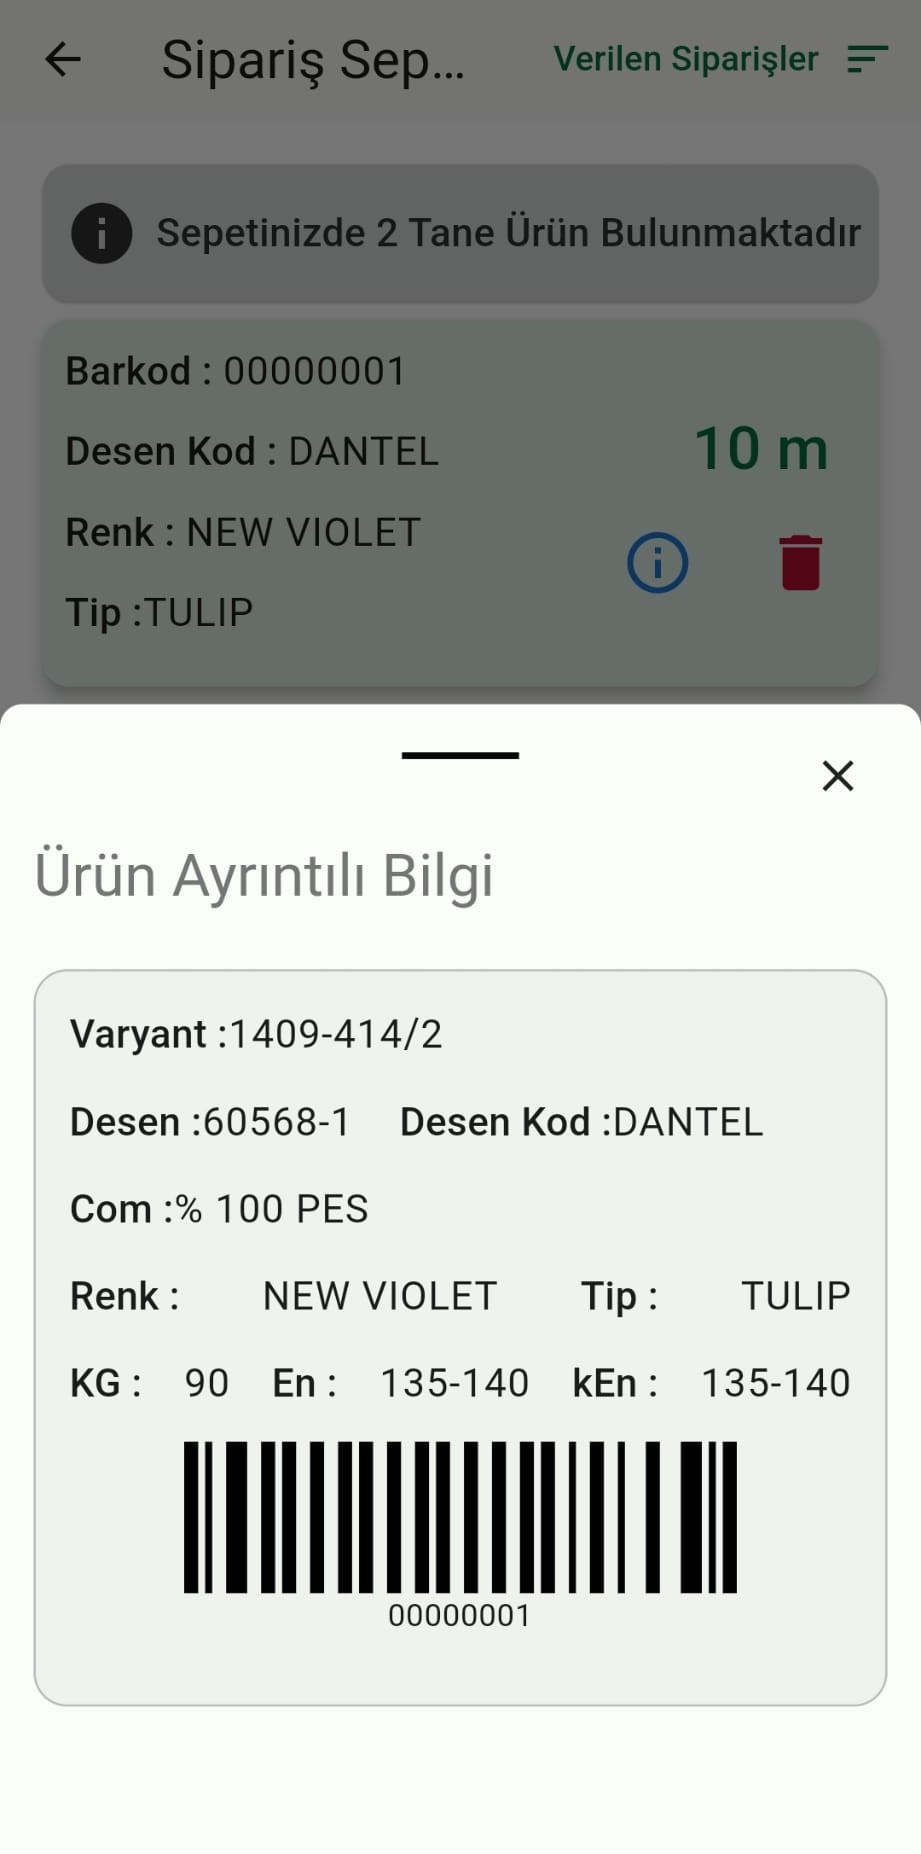 Sipariş Sep... Verilen Siparişler
Sepetinizde 2 Tane Ürün Bulunmaktadır
Barkod : 00000001
Desen Kod : DANTEL
10 m
Renk : NEW VIOLET
Tip :TULIP
Ürün Ayrıntılı Bilgi
Varyant :1409-414/2
Desen :60568-1 Desen Kod :DANTEL
Com :% 100 PES
Renk : NEW VIOLET Tip : TULIP
KG : 90 En : 135-140 kEn : 135-140
00000001